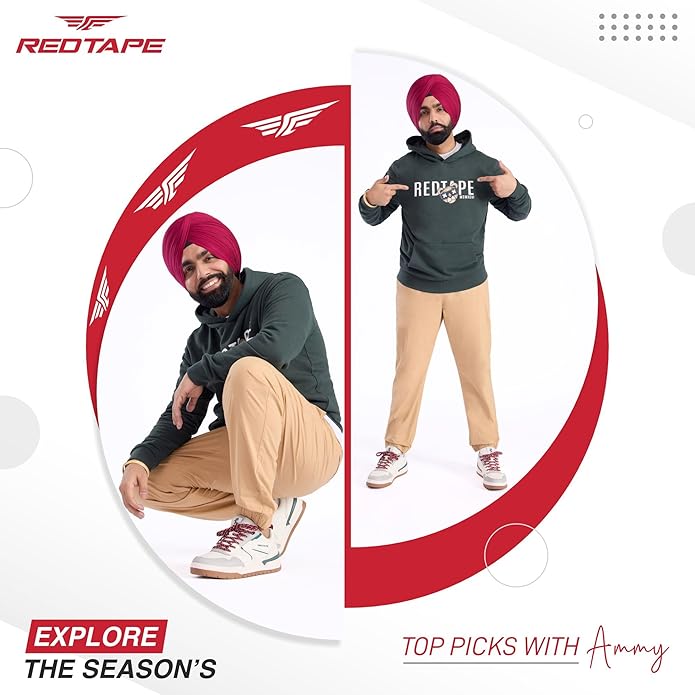 REDTAPE
REDTAPE
EXPLORE
THE SEASON'S
TOP PICKS WITH Ammy